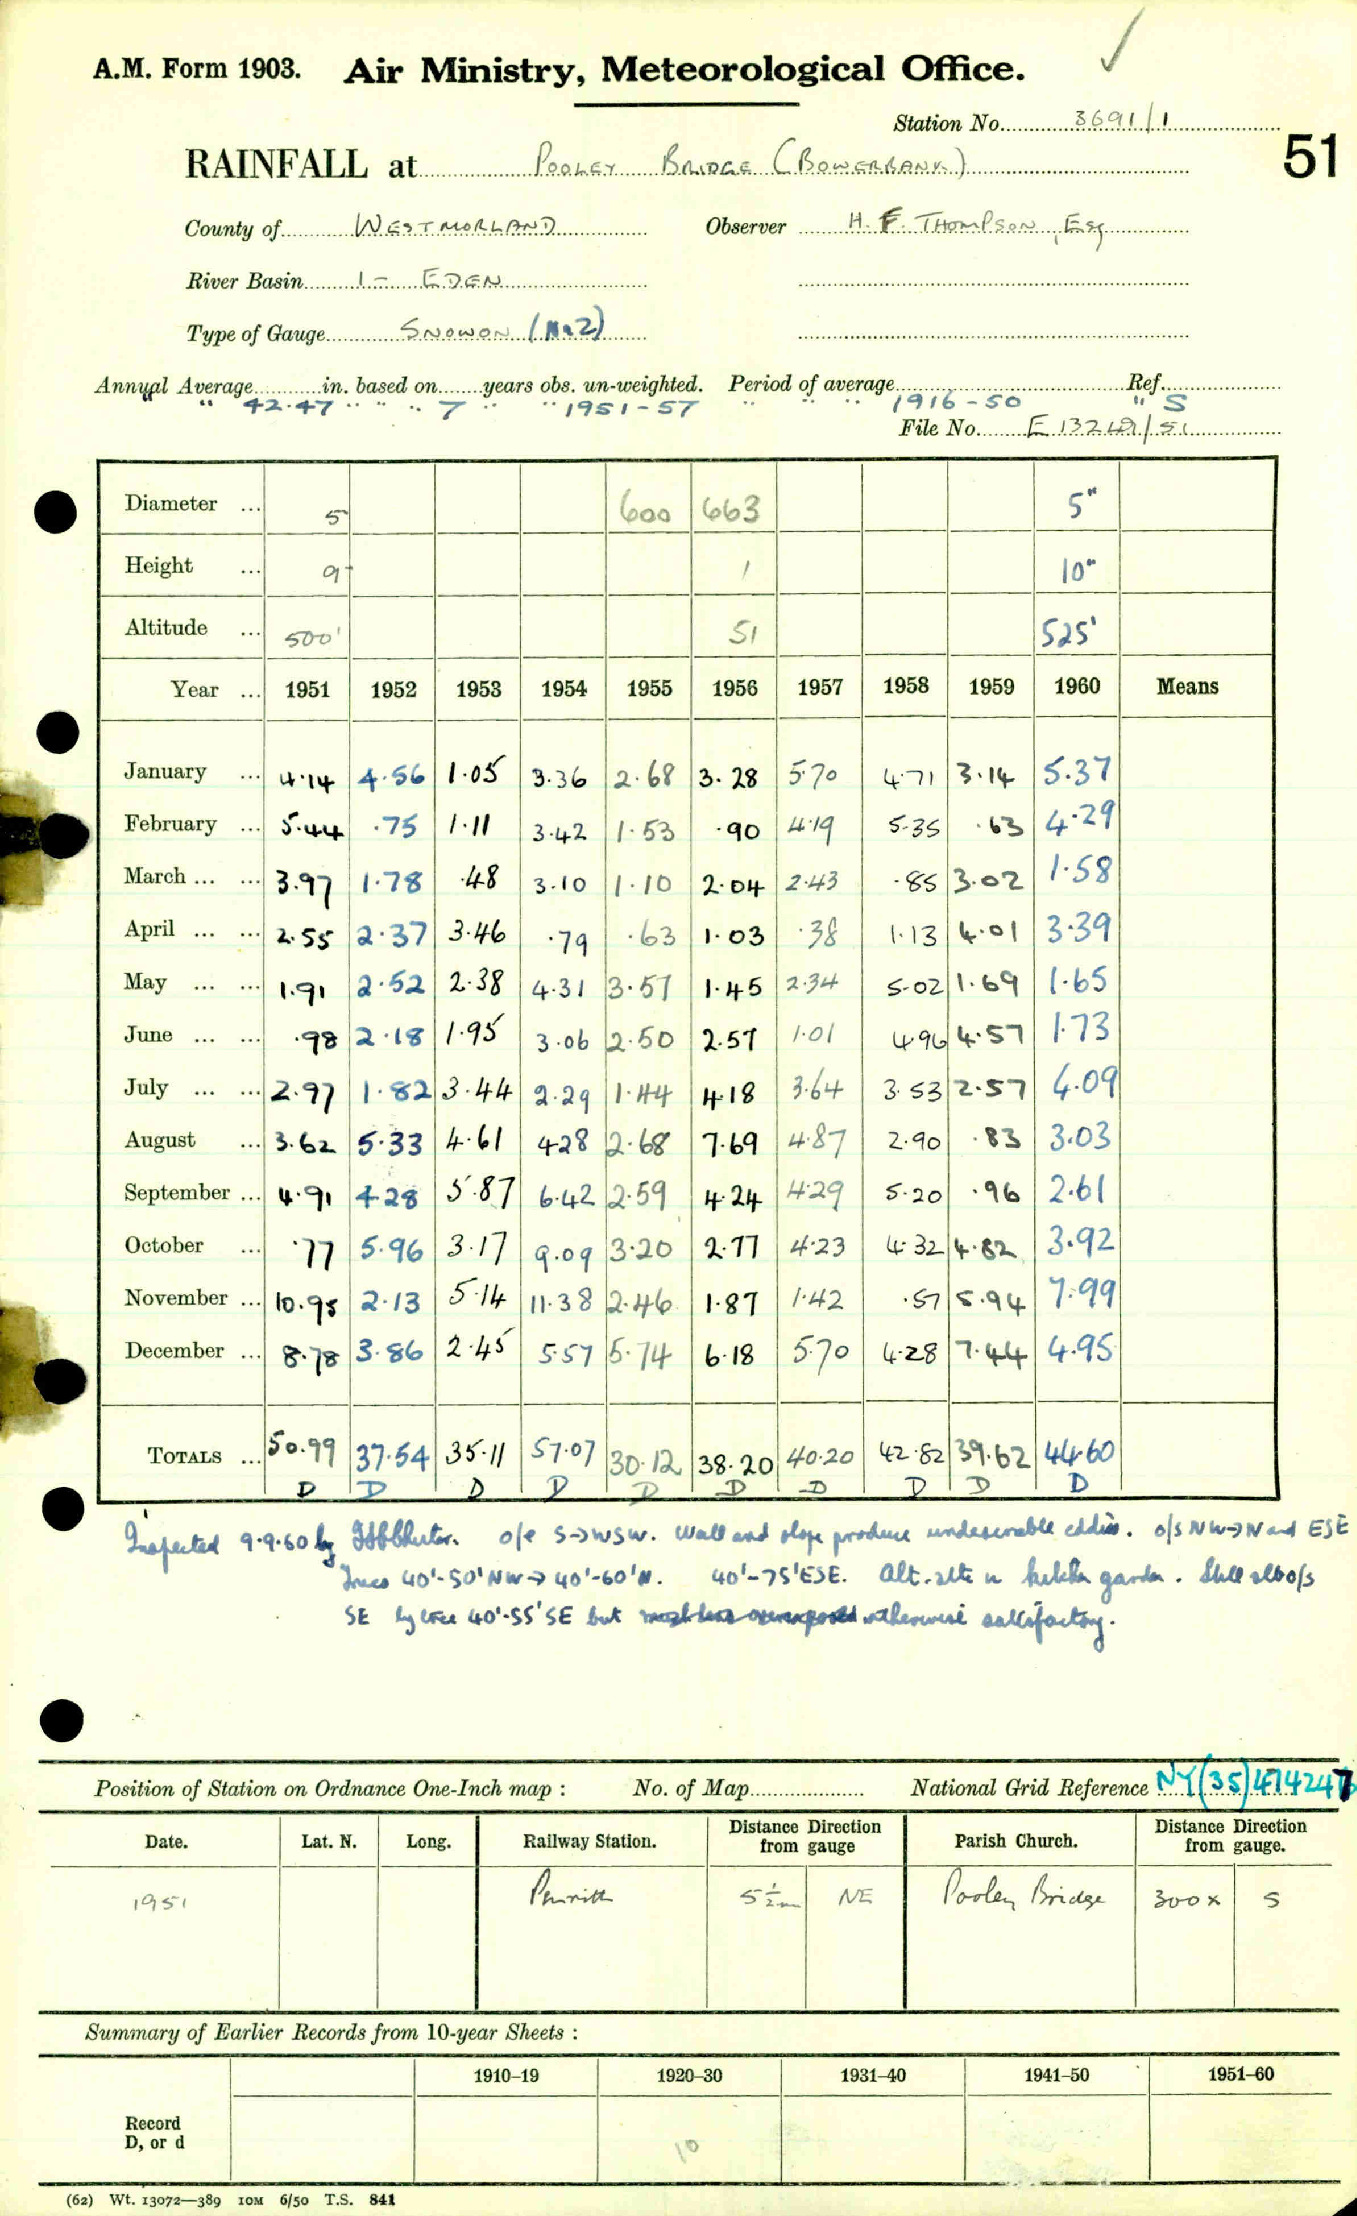 A.M. Form 1903. Air Ministry, Meteorological Office.
Station No. 3691/1
51
RAINFALL at POOLEY BRIDGE (BOWERBANK)
County of WESTMORLAND Observer H. F. THOMPSON, Esq
River Basin 1 - EDEN
Type of Gauge SNOWDON (Mk2)
Annual Average in. based on years obs. un-weighted. Period of average Ref.
" 42.47 " " " 7 " " 1951-57 " " " 1916-50 " S
File No. E 13249/51
Diameter ... 5 600 663 5"
Height ... 9 1 10"
Altitude ... 500' 51 525'
Year ... 1951 1952 1953 1954 1955 1956 1957 1958 1959 1960 Means
January ... 4.14 4.56 1.05 3.36 2.68 3.28 5.70 4.71 3.14 5.37
February ... 5.44 .75 1.11 3.42 1.53 .90 4.19 5.35 .63 4.29
March ... ... 3.97 1.78 .48 3.10 1.10 2.04 2.43 .85 3.02 1.58
April ... ... 2.55 2.37 3.46 .79 .63 1.03 .38 1.13 4.01 3.39
May ... ... 1.91 2.52 2.38 4.31 3.57 1.45 2.34 5.02 1.69 1.65
June ... ... .98 2.18 1.95 3.06 2.50 2.57 1.01 4.96 4.57 1.73
July ... ... 2.97 1.82 3.44 2.29 1.44 4.18 3.64 3.53 2.57 4.09
August ... 3.62 5.33 4.61 4.28 2.68 7.69 4.87 2.90 .83 3.03
September ... 4.91 4.28 5.87 6.42 2.59 4.24 4.29 5.20 .96 2.61
October ... .77 5.96 3.17 9.09 3.20 2.77 4.23 4.32 4.82 3.92
November ... 10.95 2.13 5.14 11.38 2.46 1.87 1.42 .57 5.94 7.99
December ... 8.78 3.86 2.45 5.57 5.74 6.18 5.70 4.28 7.44 4.95
TOTALS ... 50.99 37.54 35.11 57.07 30.12 38.20 40.20 42.82 39.62 44.60
D D D D D D D D D D
Inspected 9.9.60 by o/e S→WSW. Wall and slope produce undesirable eddies. o/s NW→N and ESE
Trees 40'-50' NW→40'-60'N. 40'-75'ESE. Alt. site in kitchen garden. Still o/s
SE by tree 40'-55' SE but otherwise satisfactory.
Position of Station on Ordnance One-Inch map : No. of Map National Grid Reference NY(35)474247
Date. Lat. N. Long. Railway Station. Distance from gauge Direction Parish Church. Distance from gauge. Direction
1951 Penrith 5½m NE Pooley Bridge 300x S
Summary of Earlier Records from 10-year Sheets :
1910-19 1920-30 1931-40 1941-50 1951-60
Record
D, or d
10
(62) Wt. 13072—389 10M 6/50 T.S. 841